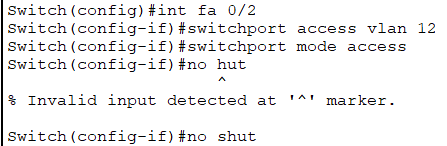 Switch(config)#int fa 0/2
Switch(config-if)#switchport access vlan 12
Switch(config-if)#switchport mode access
Switch(config-if)#no hut
^
% Invalid input detected at '^' marker.
Switch(config-if)#no shut